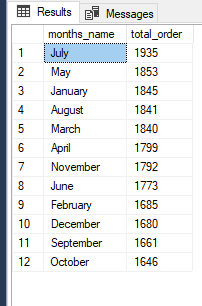 Results Messages
months_name total_order
1 July 1935
2 May 1853
3 January 1845
4 August 1841
5 March 1840
6 April 1799
7 November 1792
8 June 1773
9 February 1685
10 December 1680
11 September 1661
12 October 1646